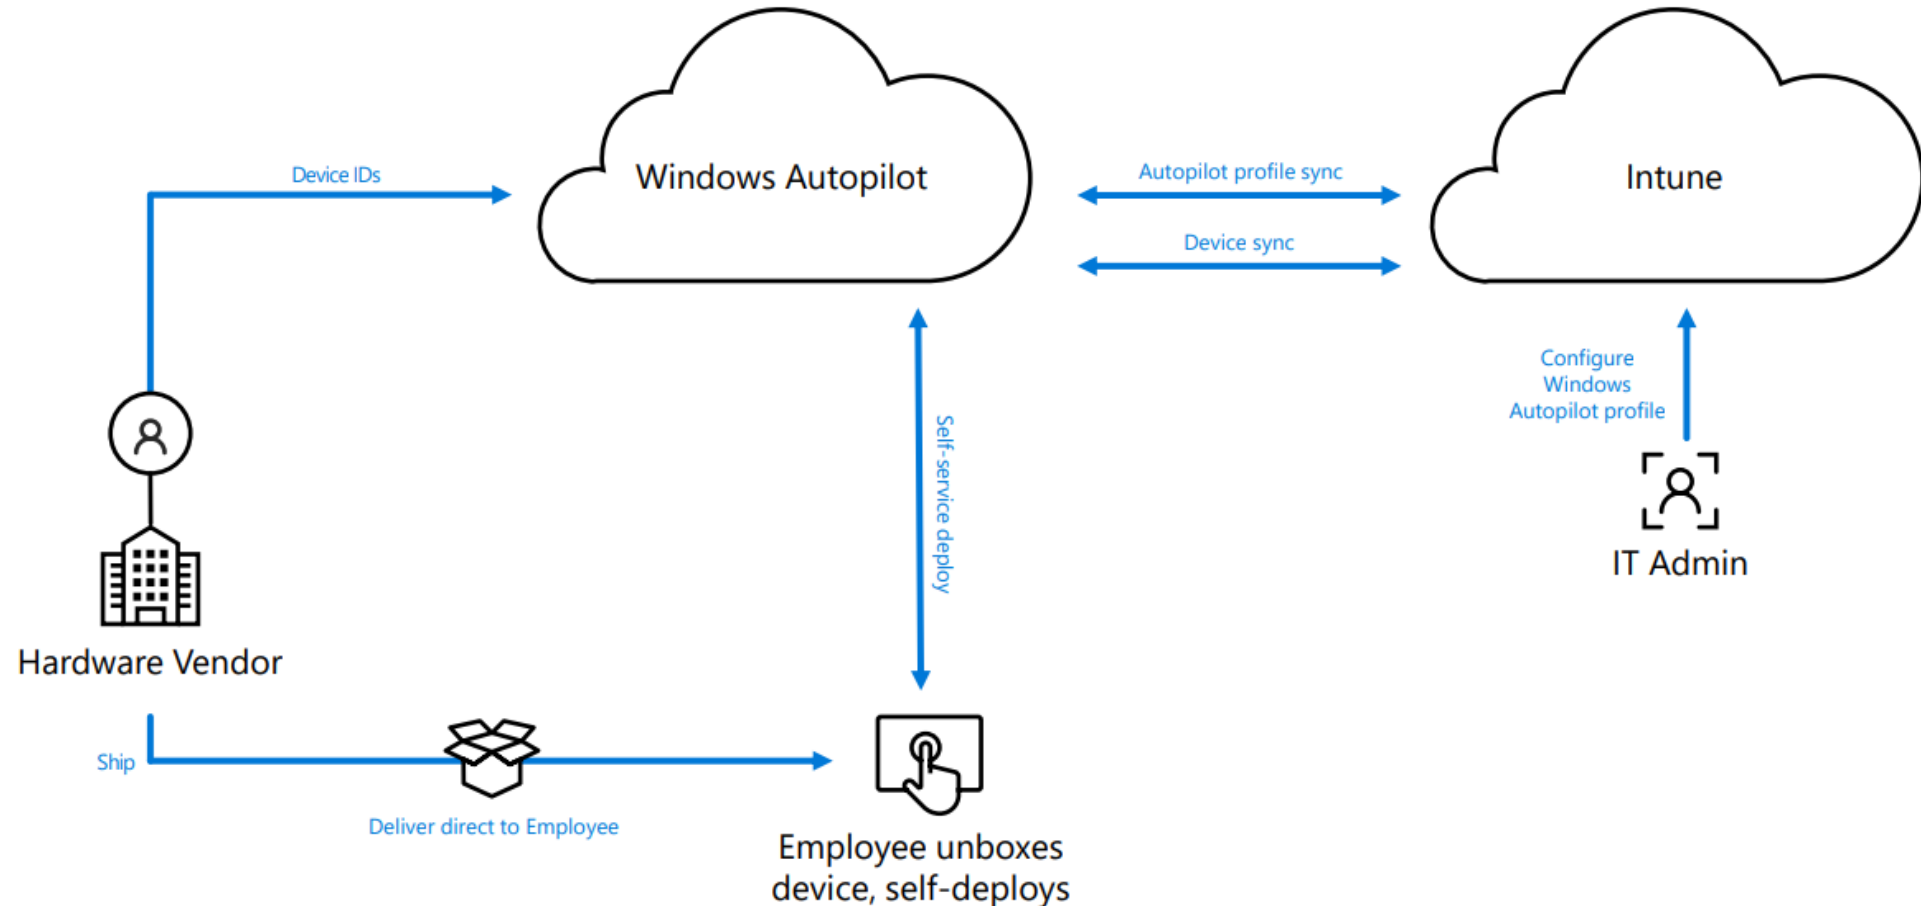 Device IDs
Windows Autopilot
Autopilot profile sync
Device sync
Intune
Configure
Windows
Autopilot profile
IT Admin
Self-service deploy
Hardware Vendor
Ship
Deliver direct to Employee
Employee unboxes
device, self-deploys